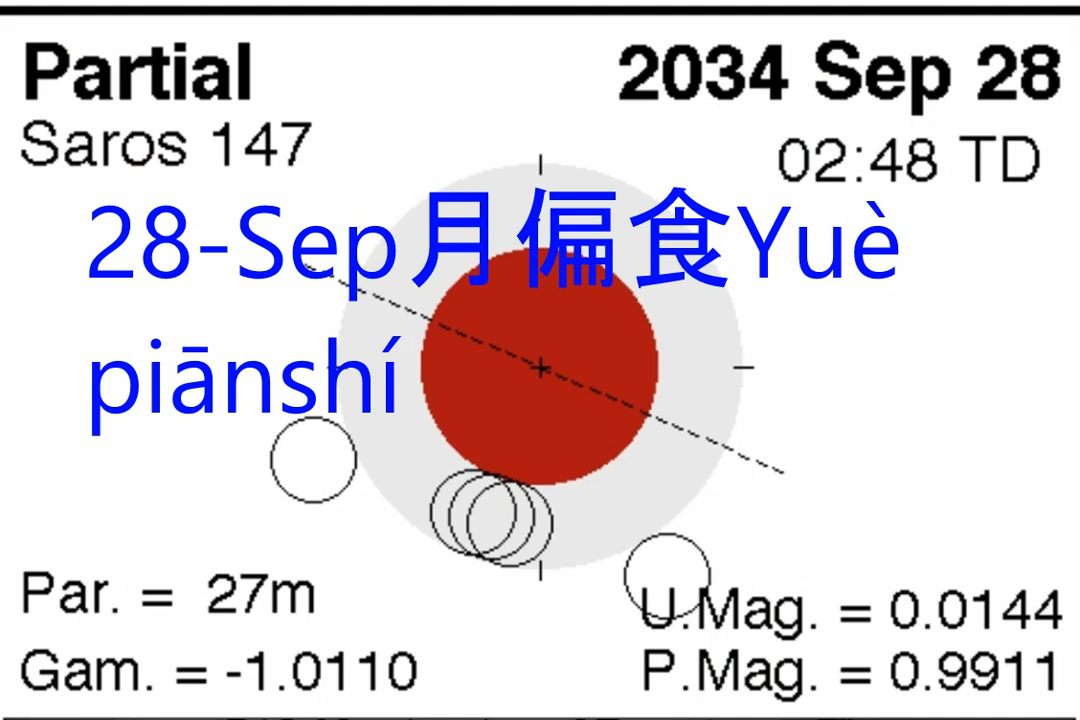 Partial 2034 Sep 28
Saros 147 02:48 TD
28-Sep月偏食Yuè
piānshí
Par. = 27m U.Mag. = 0.0144
Gam. = -1.0110 P.Mag. = 0.9911